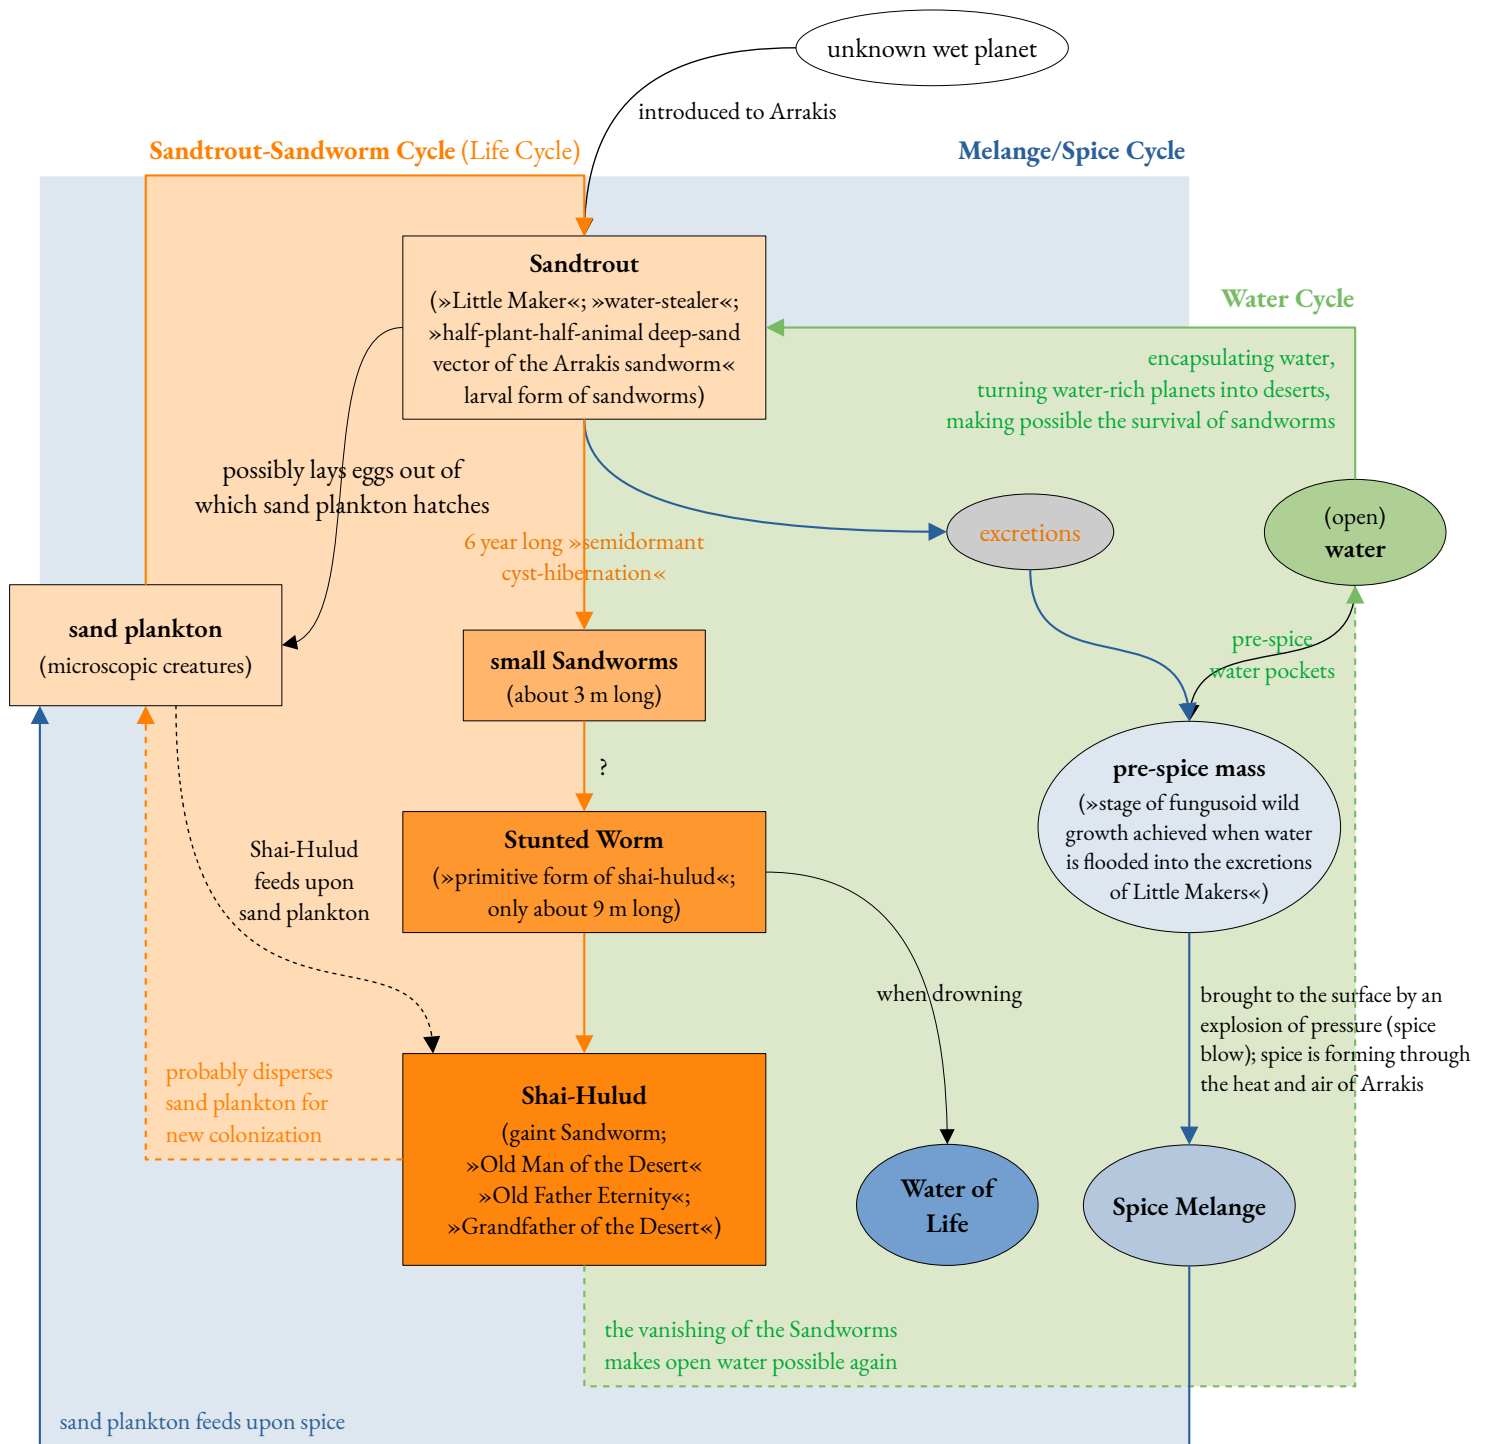 unknown wet planet
introduced to Arrakis
Sandtrout-Sandworm Cycle (Life Cycle)
Melange/Spice Cycle
Sandtrout
(»Little Maker«; »water-stealer«;
»half-plant-half-animal deep-sand
vector of the Arrakis sandworm«
larval form of sandworms)
Water Cycle
encapsulating water,
turning water-rich planets into deserts,
making possible the survival of sandworms
possibly lays eggs out of
which sand plankton hatches
6 year long »semidormant
cyst-hibernation«
excretions
(open)
water
sand plankton
(microscopic creatures)
small Sandworms
(about 3 m long)
pre-spice
water pockets
?
pre-spice mass
(»stage of fungusoid wild
growth achieved when water
is flooded into the excretions
of Little Makers«)
Stunted Worm
(»primitive form of shai-hulud«;
only about 9 m long)
Shai-Hulud
feeds upon
sand plankton
when drowning
brought to the surface by an
explosion of pressure (spice
blow); spice is forming through
the heat and air of Arrakis
probably disperses
sand plankton for
new colonization
Shai-Hulud
(gaint Sandworm;
»Old Man of the Desert«
»Old Father Eternity«;
»Grandfather of the Desert«)
Water of
Life
Spice Melange
the vanishing of the Sandworms
makes open water possible again
sand plankton feeds upon spice